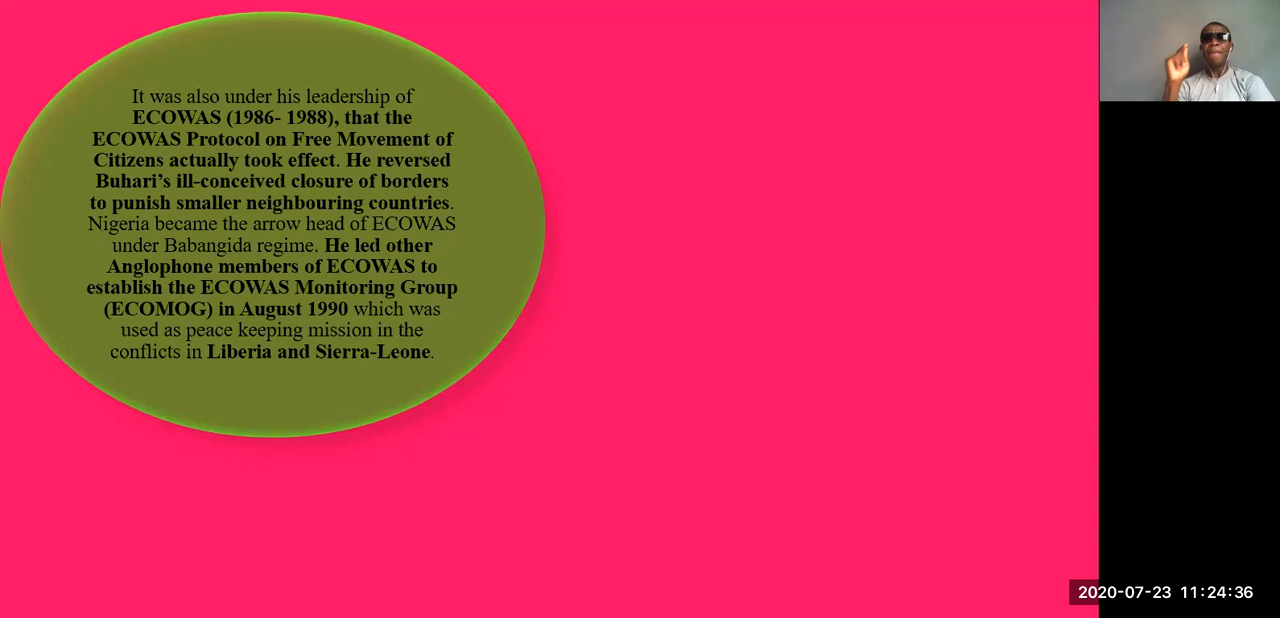 It was also under his leadership of
ECOWAS (1986- 1988), that the
ECOWAS Protocol on Free Movement of
Citizens actually took effect. He reversed
Buhari’s ill-conceived closure of borders
to punish smaller neighbouring countries.
Nigeria became the arrow head of ECOWAS
under Babangida regime. He led other
Anglophone members of ECOWAS to
establish the ECOWAS Monitoring Group
(ECOMOG) in August 1990 which was
used as peace keeping mission in the
conflicts in Liberia and Sierra-Leone.
2020-07-23 11:24:36